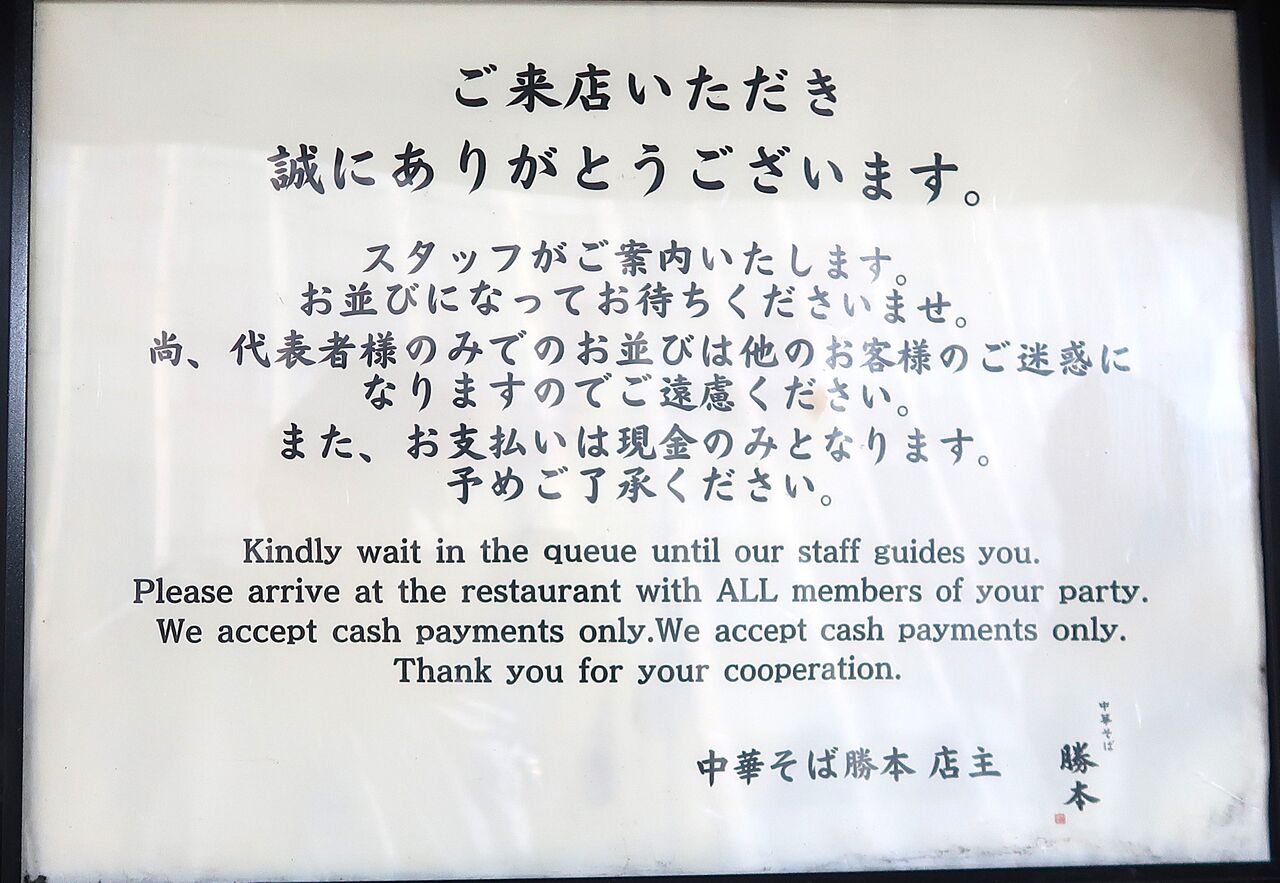 ご来店いただき
誠にありがとうございます。
スタッフがご案内いたします。
お並びになってお待ちくださいませ。
尚、代表者様のみでのお並びは他のお客様のご迷惑に
なりますのでご遠慮ください。
また、お支払いは現金のみとなります。
予めご了承ください。
Kindly wait in the queue until our staff guides you.
Please arrive at the restaurant with ALL members of your party.
We accept cash payments only.We accept cash payments only.
Thank you for your cooperation.
中華そば勝本 店主
中華そば
勝本